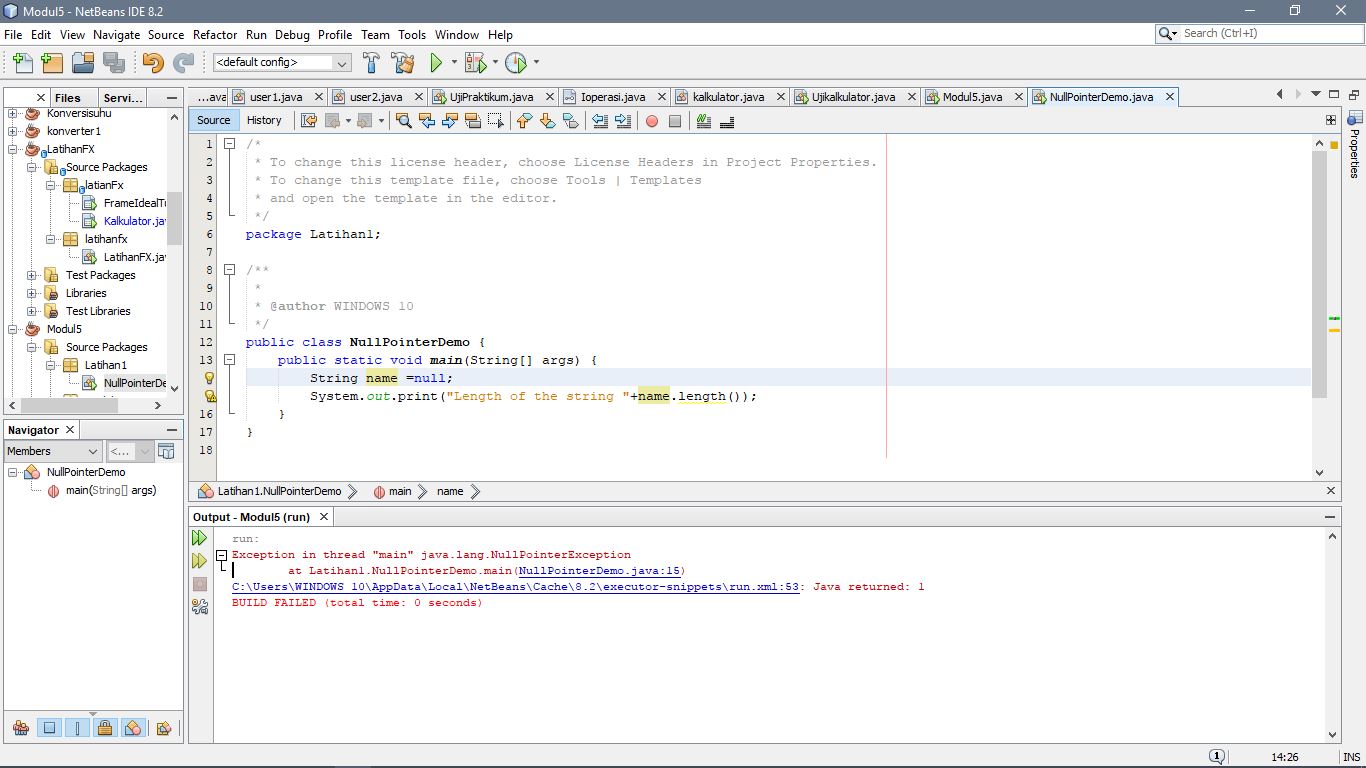 Modul5 - NetBeans IDE 8.2
File Edit View Navigate Source Refactor Run Debug Profile Team Tools Window Help
Search (Ctrl+I)
<default config>
Files Servi...
...ava user1.java user2.java UjiPraktikum.java Ioperasi.java kalkulator.java Ujikalkulator.java Modul5.java NullPointerDemo.java
Konversisuhu
konverter1
LatihanFX
Source Packages
latianFx
FrameIdealTu
Kalkulator.jav
latihanfx
LatihanFX.jav
Test Packages
Libraries
Test Libraries
Modul5
Source Packages
Latihan1
NullPointerDe
Source History
1 /*
2 * To change this license header, choose License Headers in Project Properties.
3 * To change this template file, choose Tools | Templates
4 * and open the template in the editor.
5 */
6 package Latihan1;
7
8 /**
9 *
10 * @author WINDOWS 10
11 */
12 public class NullPointerDemo {
13 public static void main(String[] args) {
String name =null;
System.out.print("Length of the string "+name.length());
16 }
17 }
18
Properties
Navigator
Members <...
NullPointerDemo
main(String[] args)
Latihan1.NullPointerDemo main name
Output - Modul5 (run)
run:
Exception in thread "main" java.lang.NullPointerException
at Latihan1.NullPointerDemo.main(NullPointerDemo.java:15)
C:\Users\WINDOWS 10\AppData\Local\NetBeans\Cache\8.2\executor-snippets\run.xml:53: Java returned: 1
BUILD FAILED (total time: 0 seconds)
1 14:26 INS